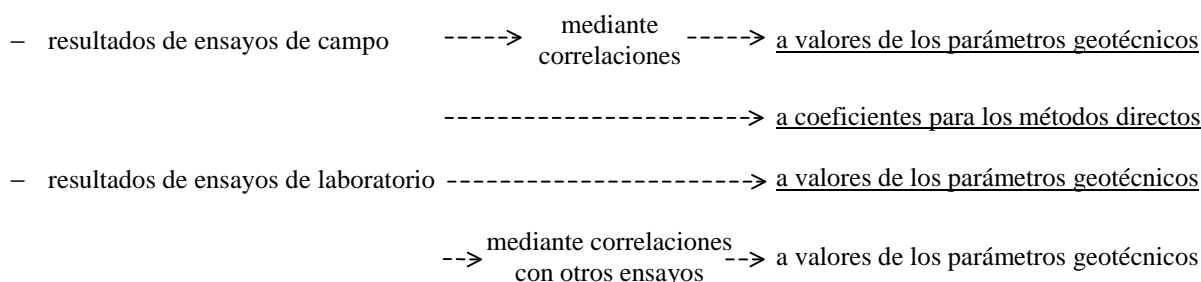 mediante
– resultados de ensayos de campo a valores de los parámetros geotécnicos
correlaciones
a coeficientes para los métodos directos
– resultados de ensayos de laboratorio a valores de los parámetros geotécnicos
mediante correlaciones
a valores de los parámetros geotécnicos
con otros ensayos